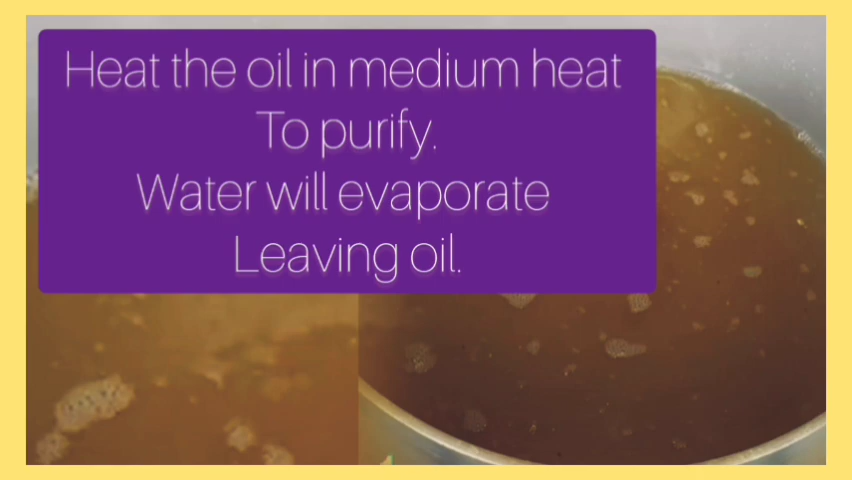 Heat the oil in medium heat
To purify.
Water will evaporate
Leaving oil.